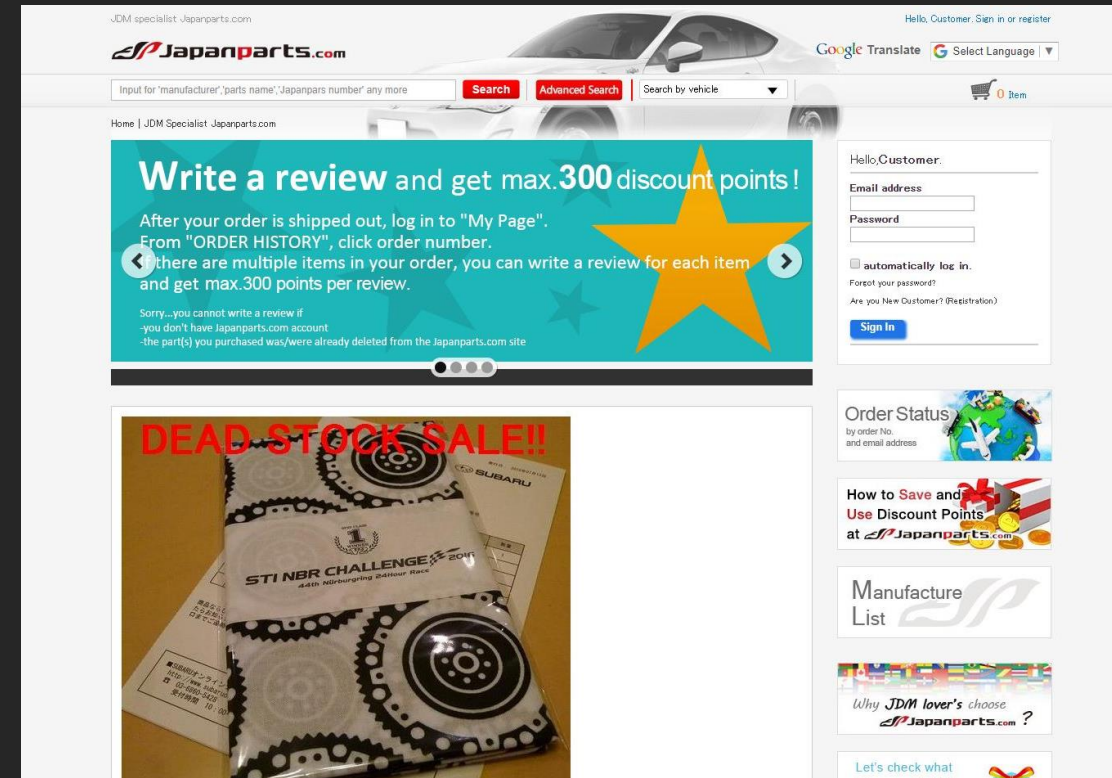 JDM specialist Japanparts.com
Hello, Customer. Sign in or register
Japanparts.com
Google Translate
Select Language
Input for 'manufacturer','parts name','Japanpars number' any more
Search
Advanced Search
Search by vehicle
0 Item
Home | JDM Specialist Japanparts.com
Write a review and get max.300 discount points!
After your order is shipped out, log in to "My Page".
From "ORDER HISTORY", click order number.
If there are multiple items in your order, you can write a review for each item
and get max.300 points per review.
Sorry...you cannot write a review if
-you don't have Japanparts.com account
-the part(s) you purchased was/were already deleted from the Japanparts.com site
Hello,Customer.
Email address
Password
automatically log in.
Forgot your password?
Are you New Customer? (Registration)
Sign In
DEAD STOCK SALE!!
SUBARU
1
STI NBR CHALLENGE 2016
44th Nürburgring 24Hour Race
Order Status
by order No.
and email address
How to Save and
Use Discount Points
at Japanparts.com
Manufacture
List
Why JDM lover's choose
Japanparts.com ?
Let's check what